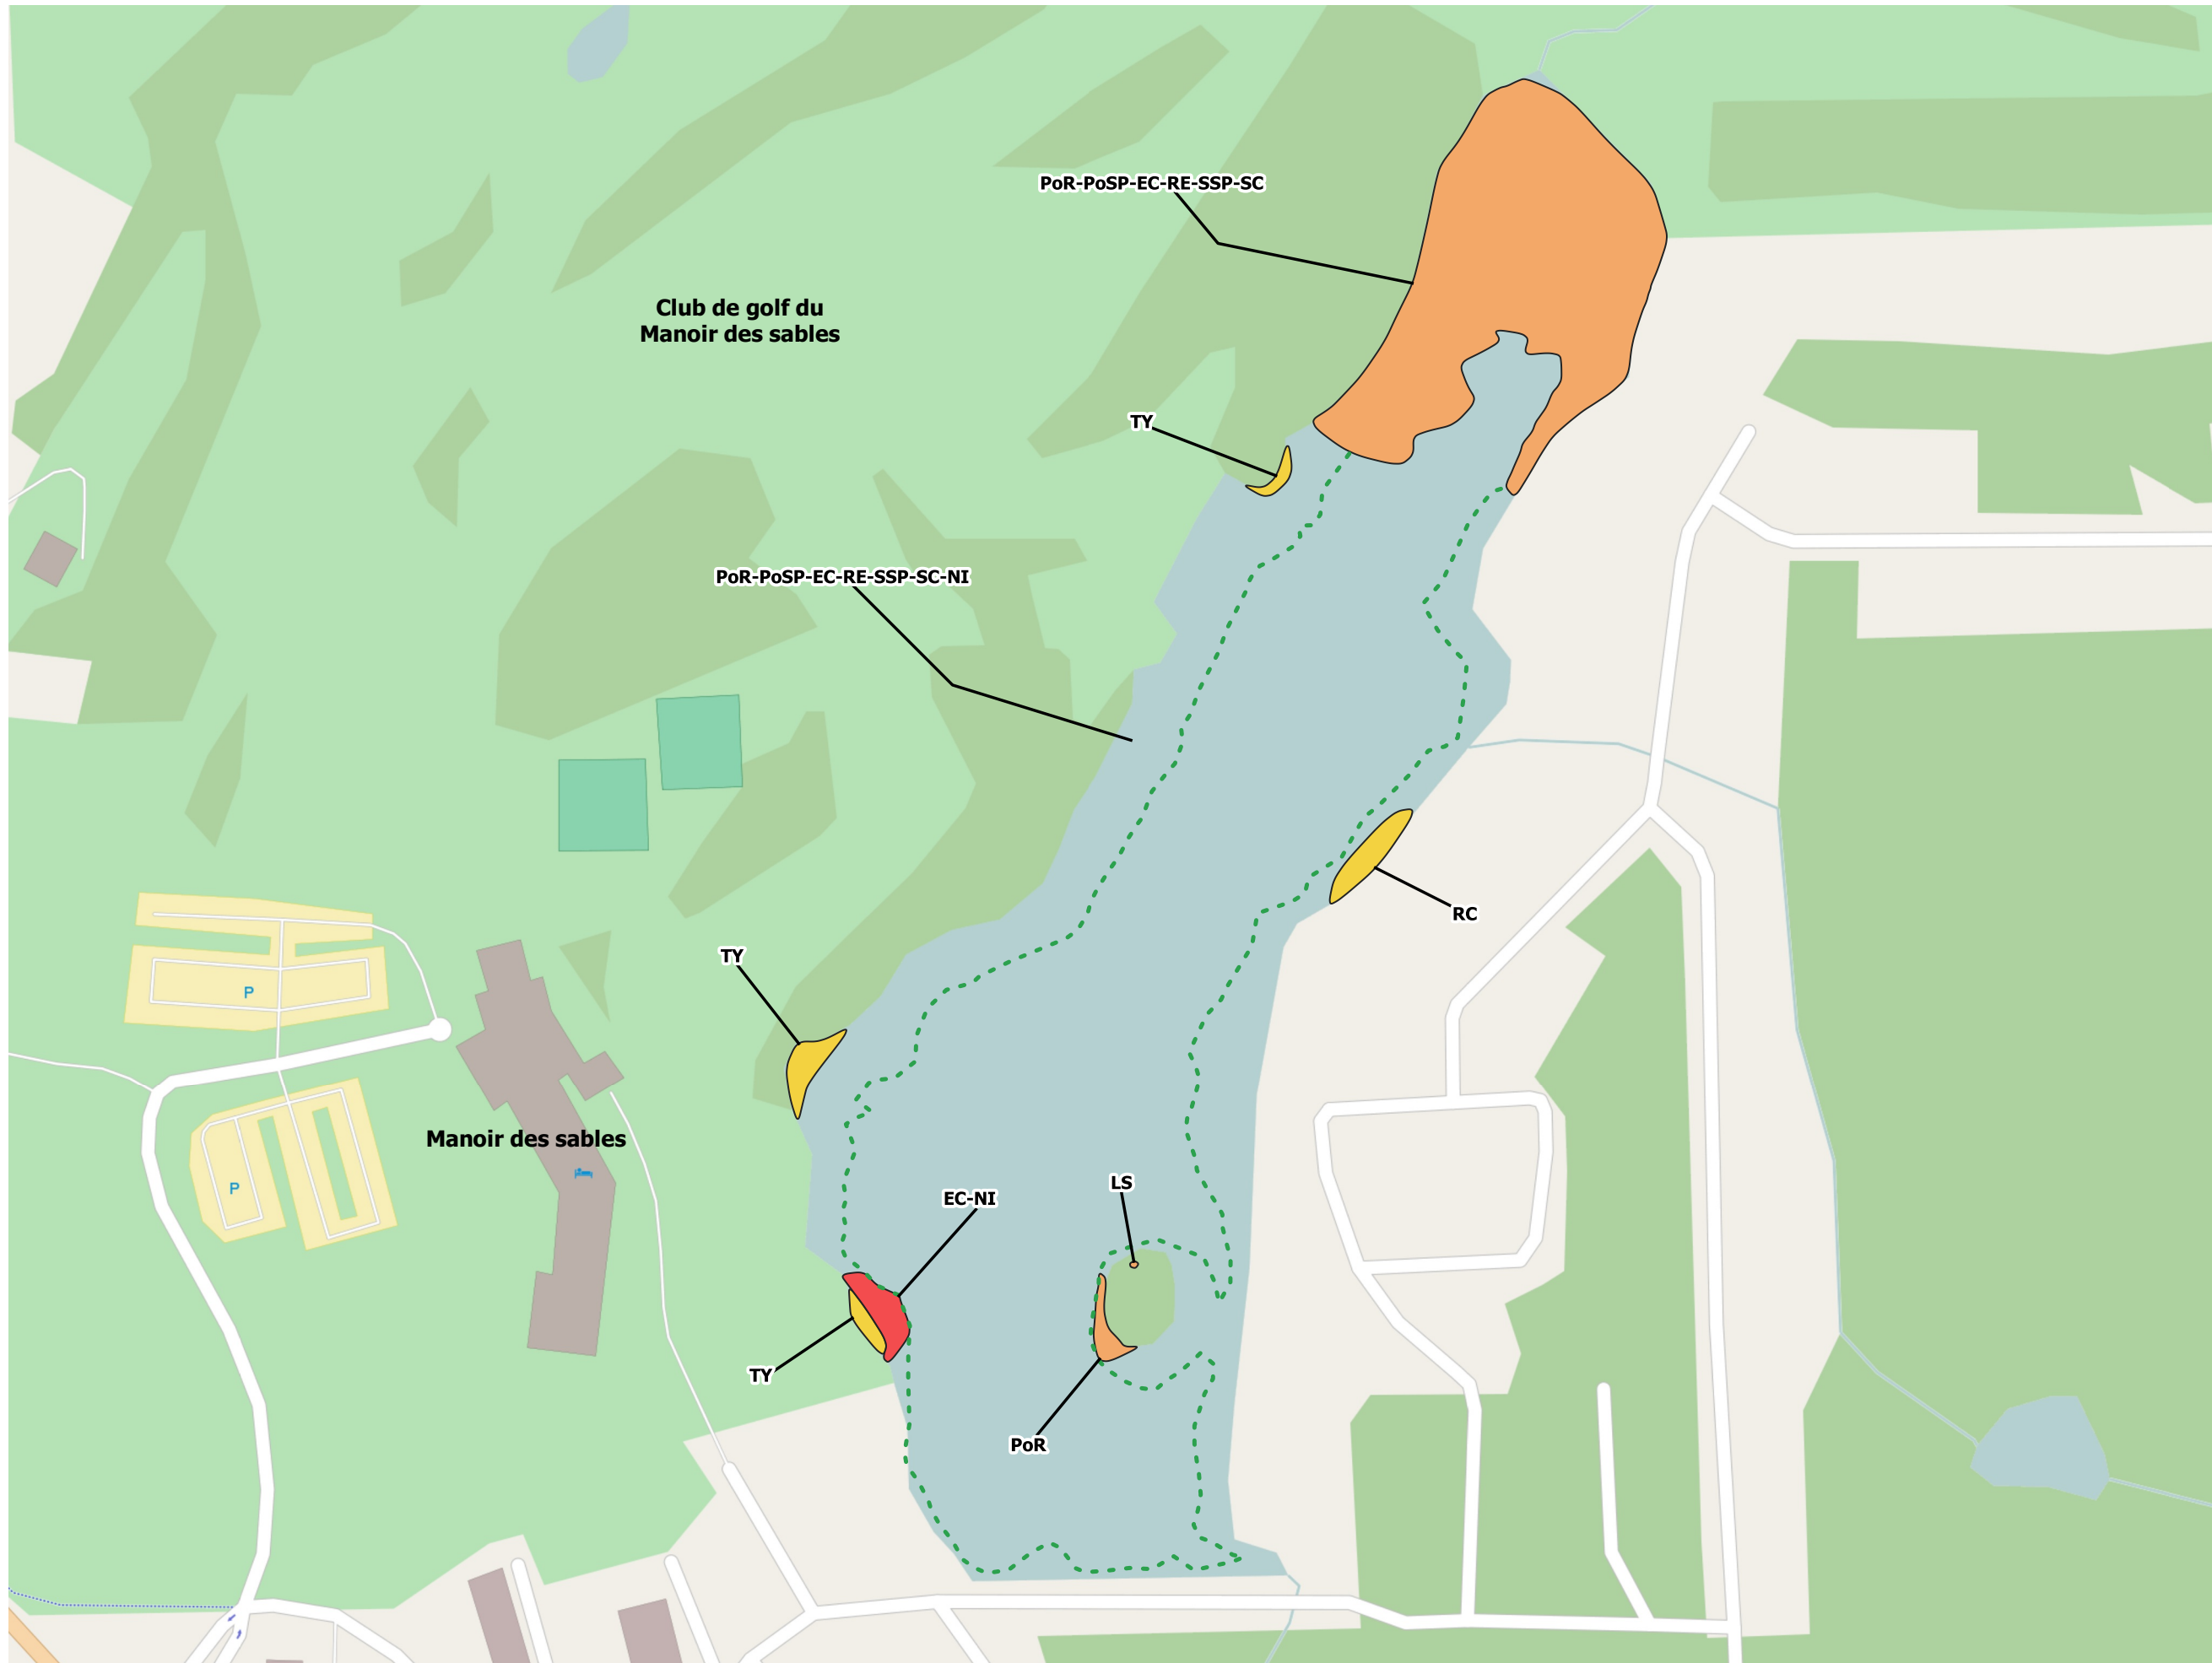 PoR-PoSP-EC-RE-SSP-SC
Club de golf du
Manoir des sables
TY
PoR-PoSP-EC-RE-SSP-SC-NI
RC
TY
P
Manoir des sables
P
EC-NI
LS
TY
PoR